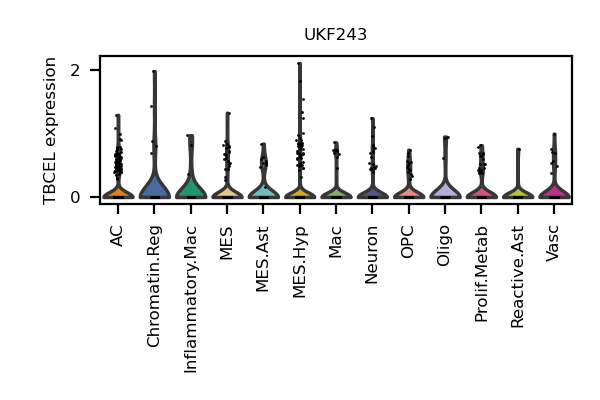 UKF243
TBCEL expression
2
0
AC
Chromatin.Reg
Inflammatory.Mac
MES
MES.Ast
MES.Hyp
Mac
Neuron
OPC
Oligo
Prolif.Metab
Reactive.Ast
Vasc